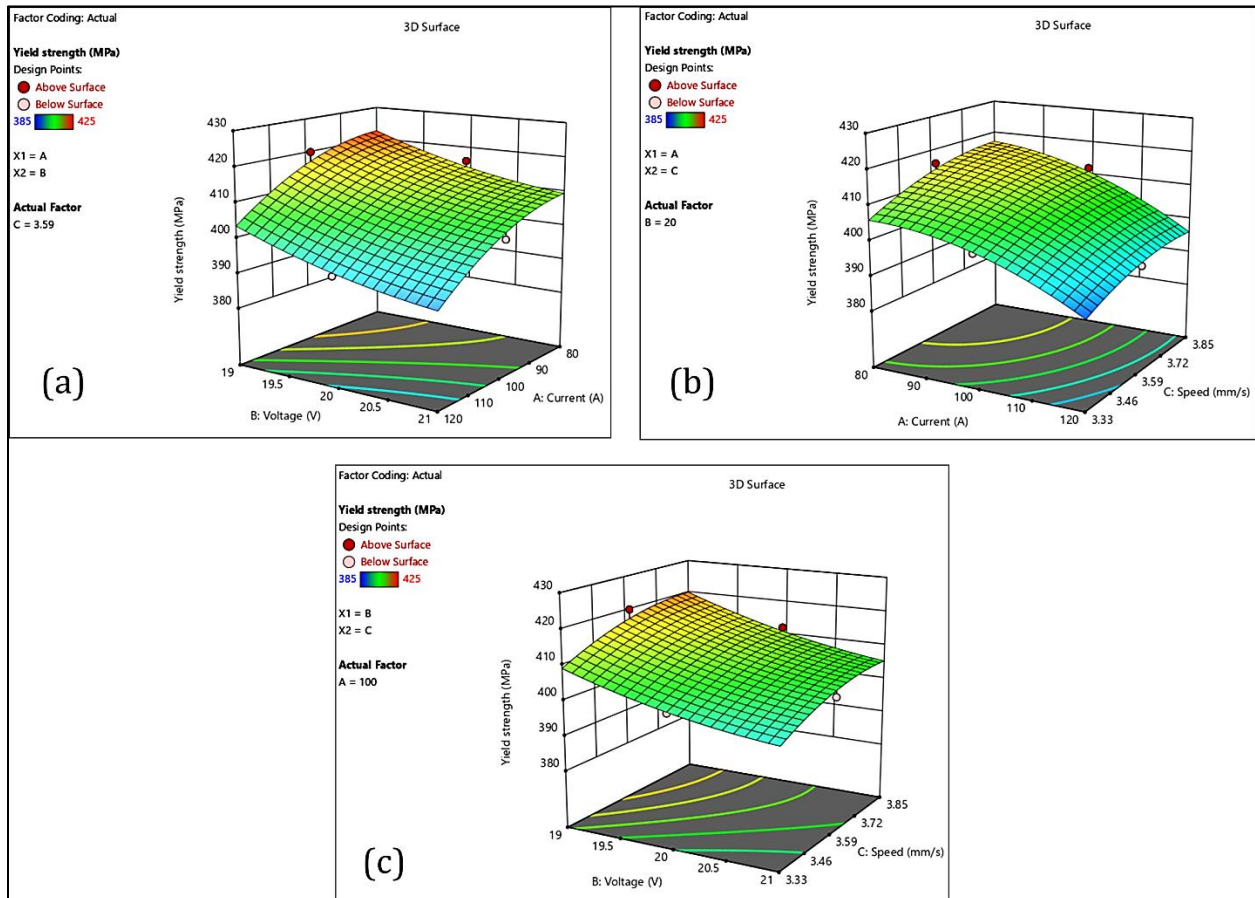 Factor Coding: Actual
3D Surface
Yield strength (MPa)
Design Points:
Above Surface
Below Surface
385 425
X1 = A
X2 = B
Actual Factor
C = 3.59
430
420
410
400
390
380
Yield strength (MPa)
19
19.5
20
20.5
21
B: Voltage (V)
120
110
100
90
80
A: Current (A)
(a)
Factor Coding: Actual
3D Surface
Yield strength (MPa)
Design Points:
Above Surface
Below Surface
385 425
X1 = A
X2 = C
Actual Factor
B = 20
430
420
410
400
390
380
Yield strength (MPa)
80
90
100
110
120
A: Current (A)
3.33
3.46
3.59
3.72
3.85
C: Speed (mm/s)
(b)
Factor Coding: Actual
3D Surface
Yield strength (MPa)
Design Points:
Above Surface
Below Surface
385 425
X1 = B
X2 = C
Actual Factor
A = 100
430
420
410
400
390
380
Yield strength (MPa)
19
19.5
20
20.5
21
B: Voltage (V)
3.33
3.46
3.59
3.72
3.85
C: Speed (mm/s)
(c)